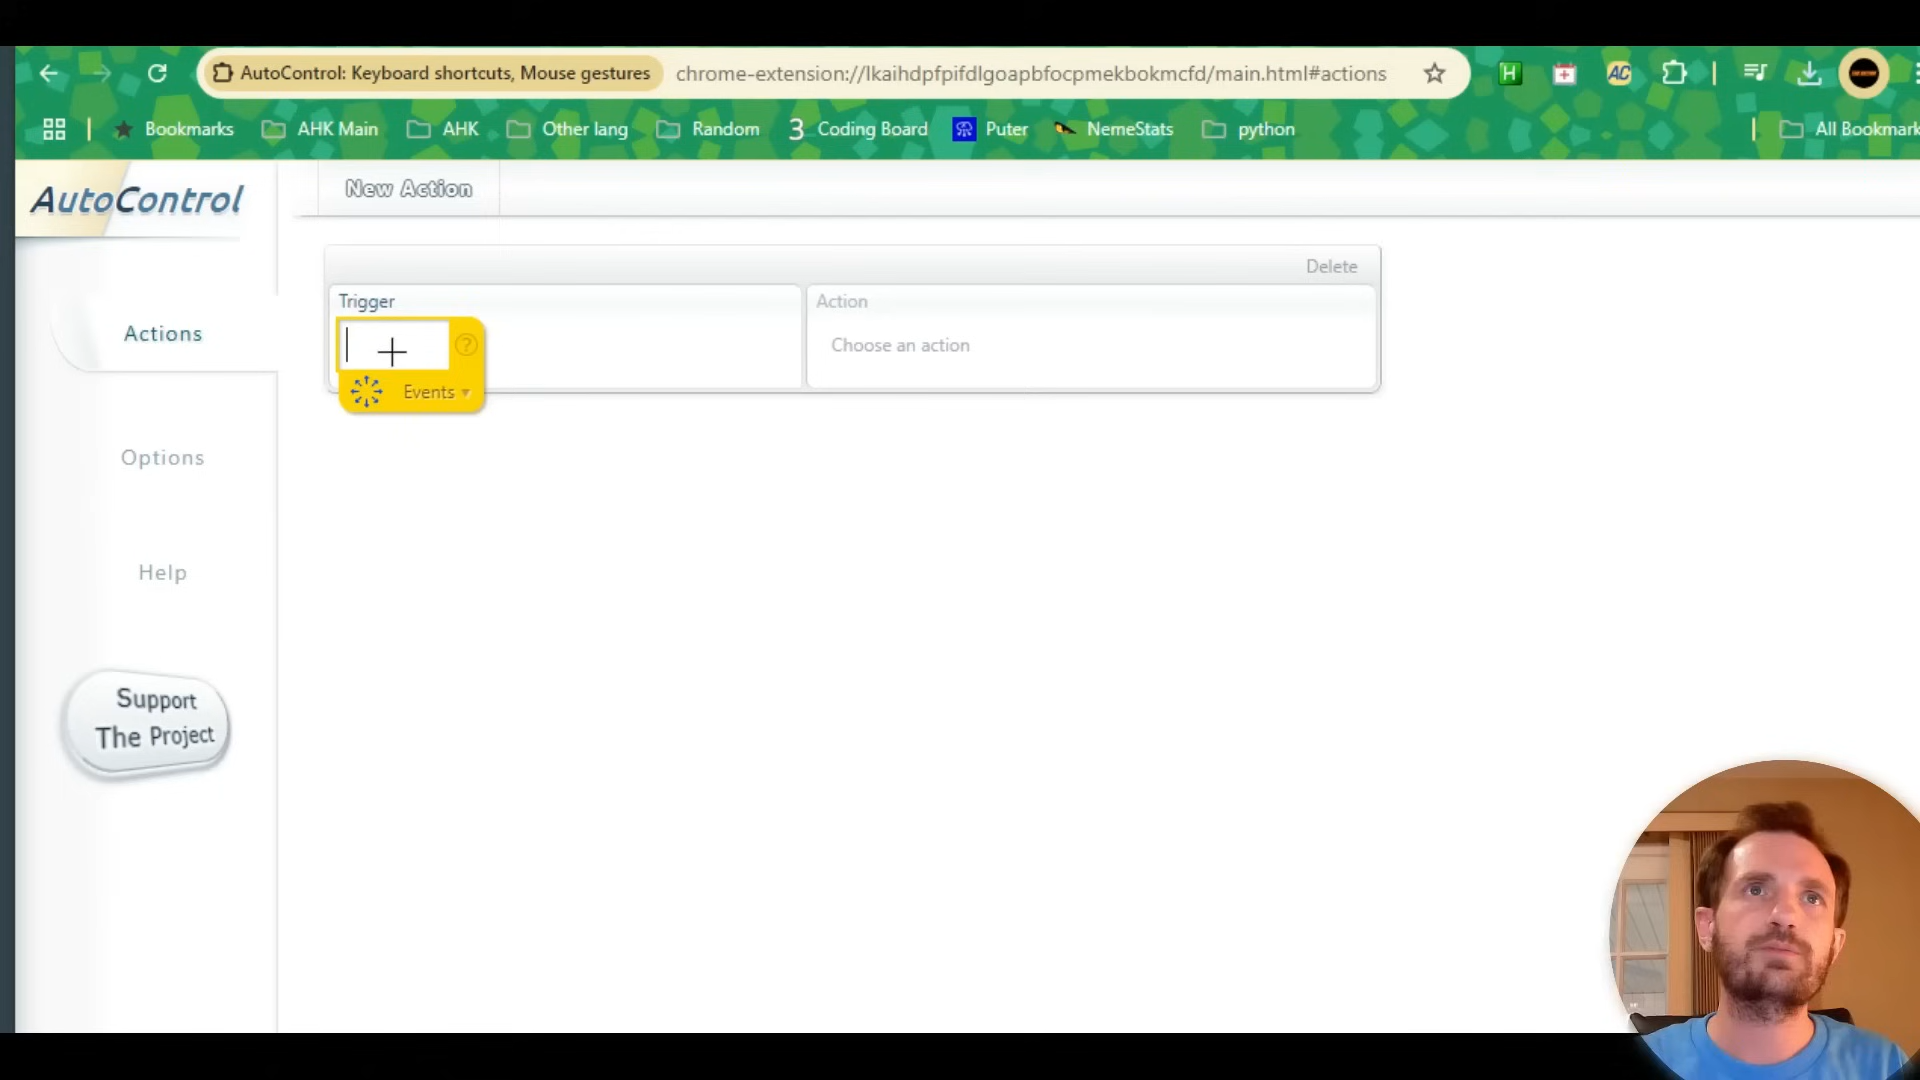 AutoControl: Keyboard shortcuts, Mouse gestures chrome-extension://lkaihdpfpifdlgoapbfocpmekbokmcfd/main.html#actions H AC
Bookmarks AHK Main AHK Other lang Random 3 Coding Board Puter NemeStats python All Bookmark
AutoControl
New Action
Delete
Trigger Action
Actions
? Choose an action
Events
Options
Help
Support
The Project